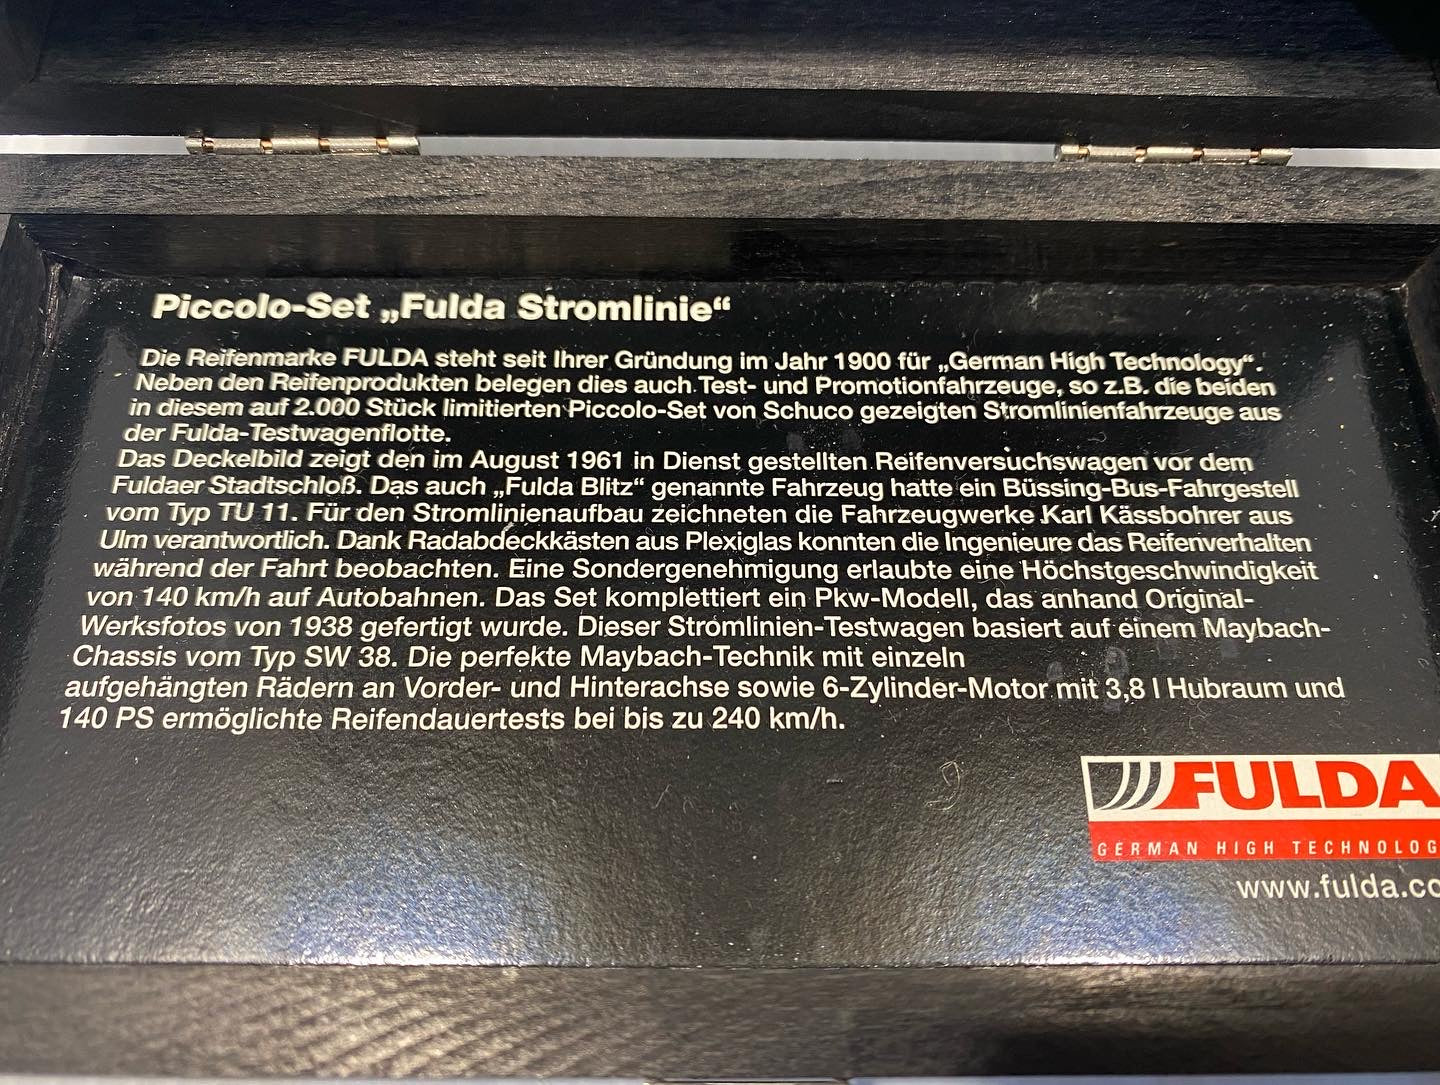 Piccolo-Set „Fulda Stromlinie“
Die Reifenmarke FULDA steht seit Ihrer Gründung im Jahr 1900 für „German High Technology“.
Neben den Reifenprodukten belegen dies auch Test- und Promotionfahrzeuge, so z.B. die beiden
in diesem auf 2.000 Stück limitierten Piccolo-Set von Schuco gezeigten Stromlinienfahrzeuge aus
der Fulda-Testwagenflotte.
Das Deckelbild zeigt den im August 1961 in Dienst gestellten Reifenversuchswagen vor dem
Fuldaer Stadtschloß. Das auch „Fulda Blitz“ genannte Fahrzeug hatte ein Büssing-Bus-Fahrgestell
vom Typ TU 11. Für den Stromlinienaufbau zeichneten die Fahrzeugwerke Karl Kässbohrer aus
Ulm verantwortlich. Dank Radabdeckkästen aus Plexiglas konnten die Ingenieure das Reifenverhalten
während der Fahrt beobachten. Eine Sondergenehmigung erlaubte eine Höchstgeschwindigkeit
von 140 km/h auf Autobahnen. Das Set komplettiert ein Pkw-Modell, das anhand Original-
Werksfotos von 1938 gefertigt wurde. Dieser Stromlinien-Testwagen basiert auf einem Maybach-
Chassis vom Typ SW 38. Die perfekte Maybach-Technik mit einzeln
aufgehängten Rädern an Vorder- und Hinterachse sowie 6-Zylinder-Motor mit 3,8 l Hubraum und
140 PS ermöglichte Reifendauertests bei bis zu 240 km/h.
FULDA
GERMAN HIGH TECHNOLOG
www.fulda.co